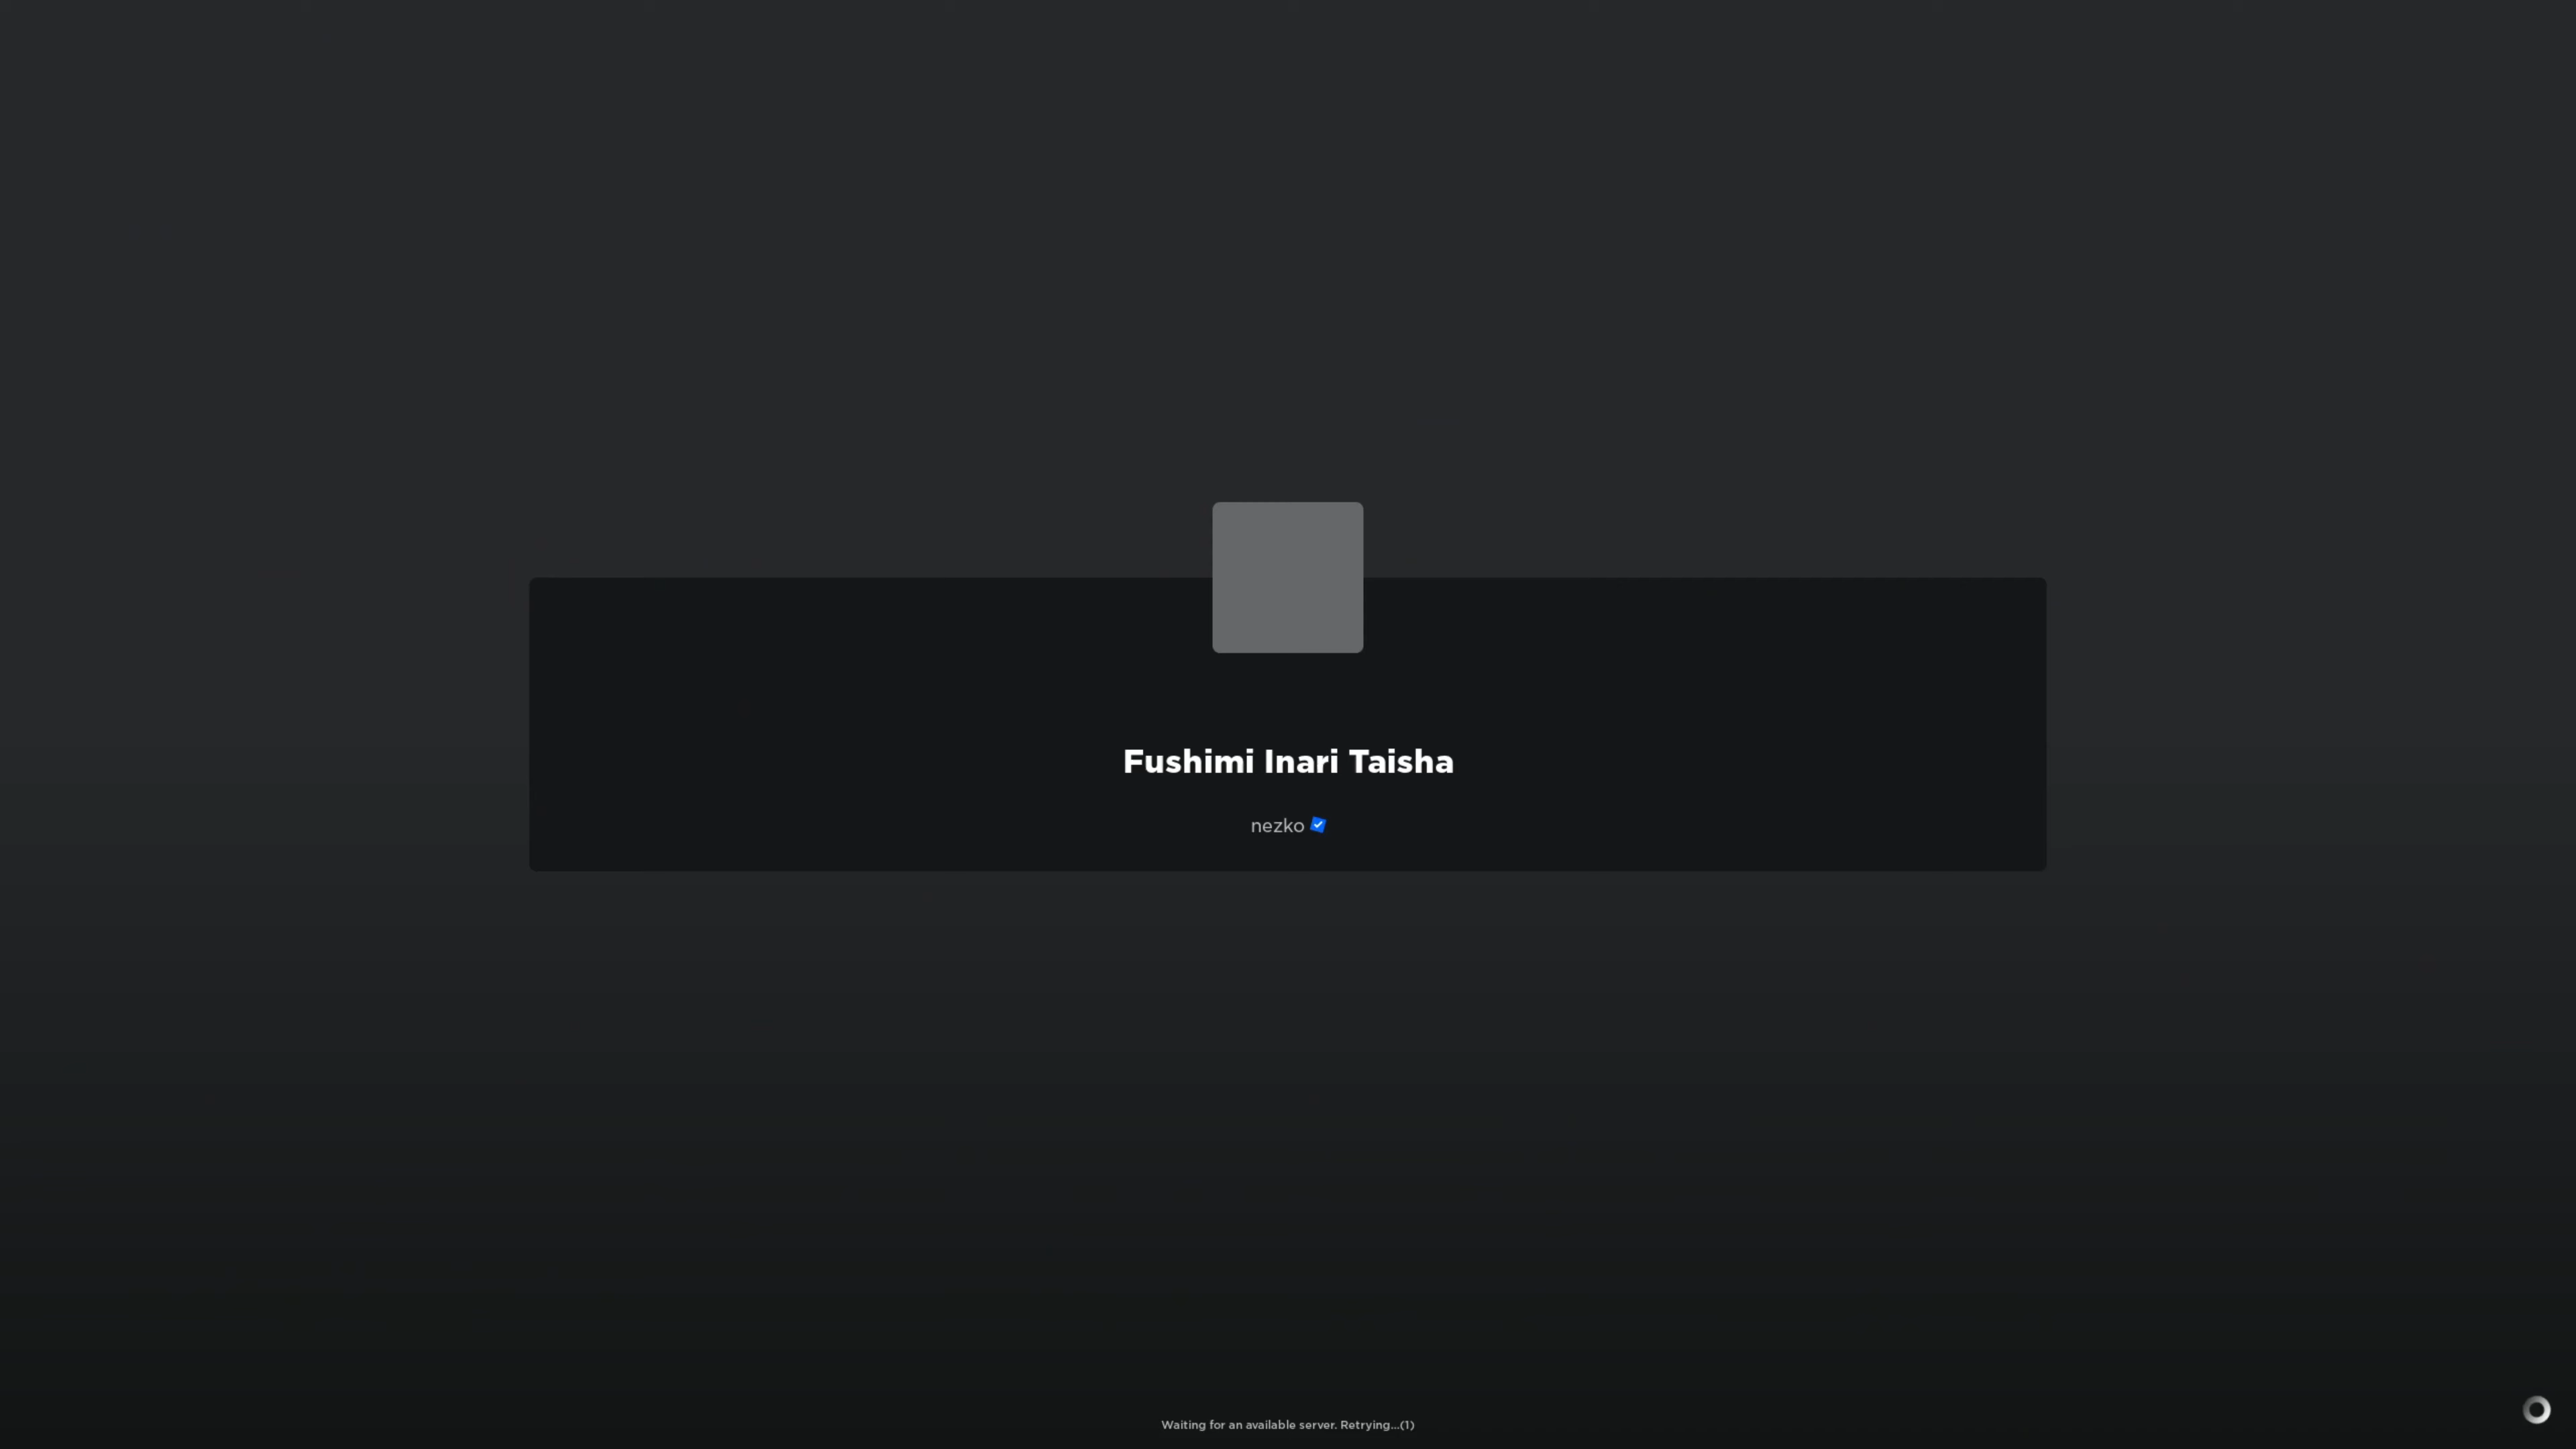 Fushimi Inari Taisha
nezko
Waiting for an available server. Retrying...(1)